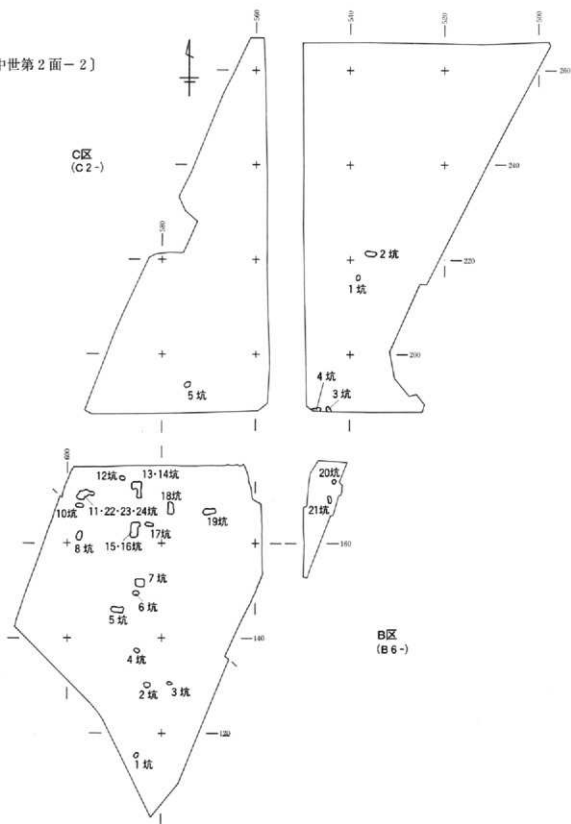 中世第2面－2〕
560
540
520
500
260
C区
(C2-)
240
580
2坑
220
1坑
200
4坑
3坑
5坑
600
12坑
13・14坑
20坑
18坑
21坑
10坑
11・22・23・24坑
19坑
17坑
8坑
15・16坑
160
7坑
6坑
5坑
B区
(B6-)
140
4坑
2坑
3坑
120
1坑